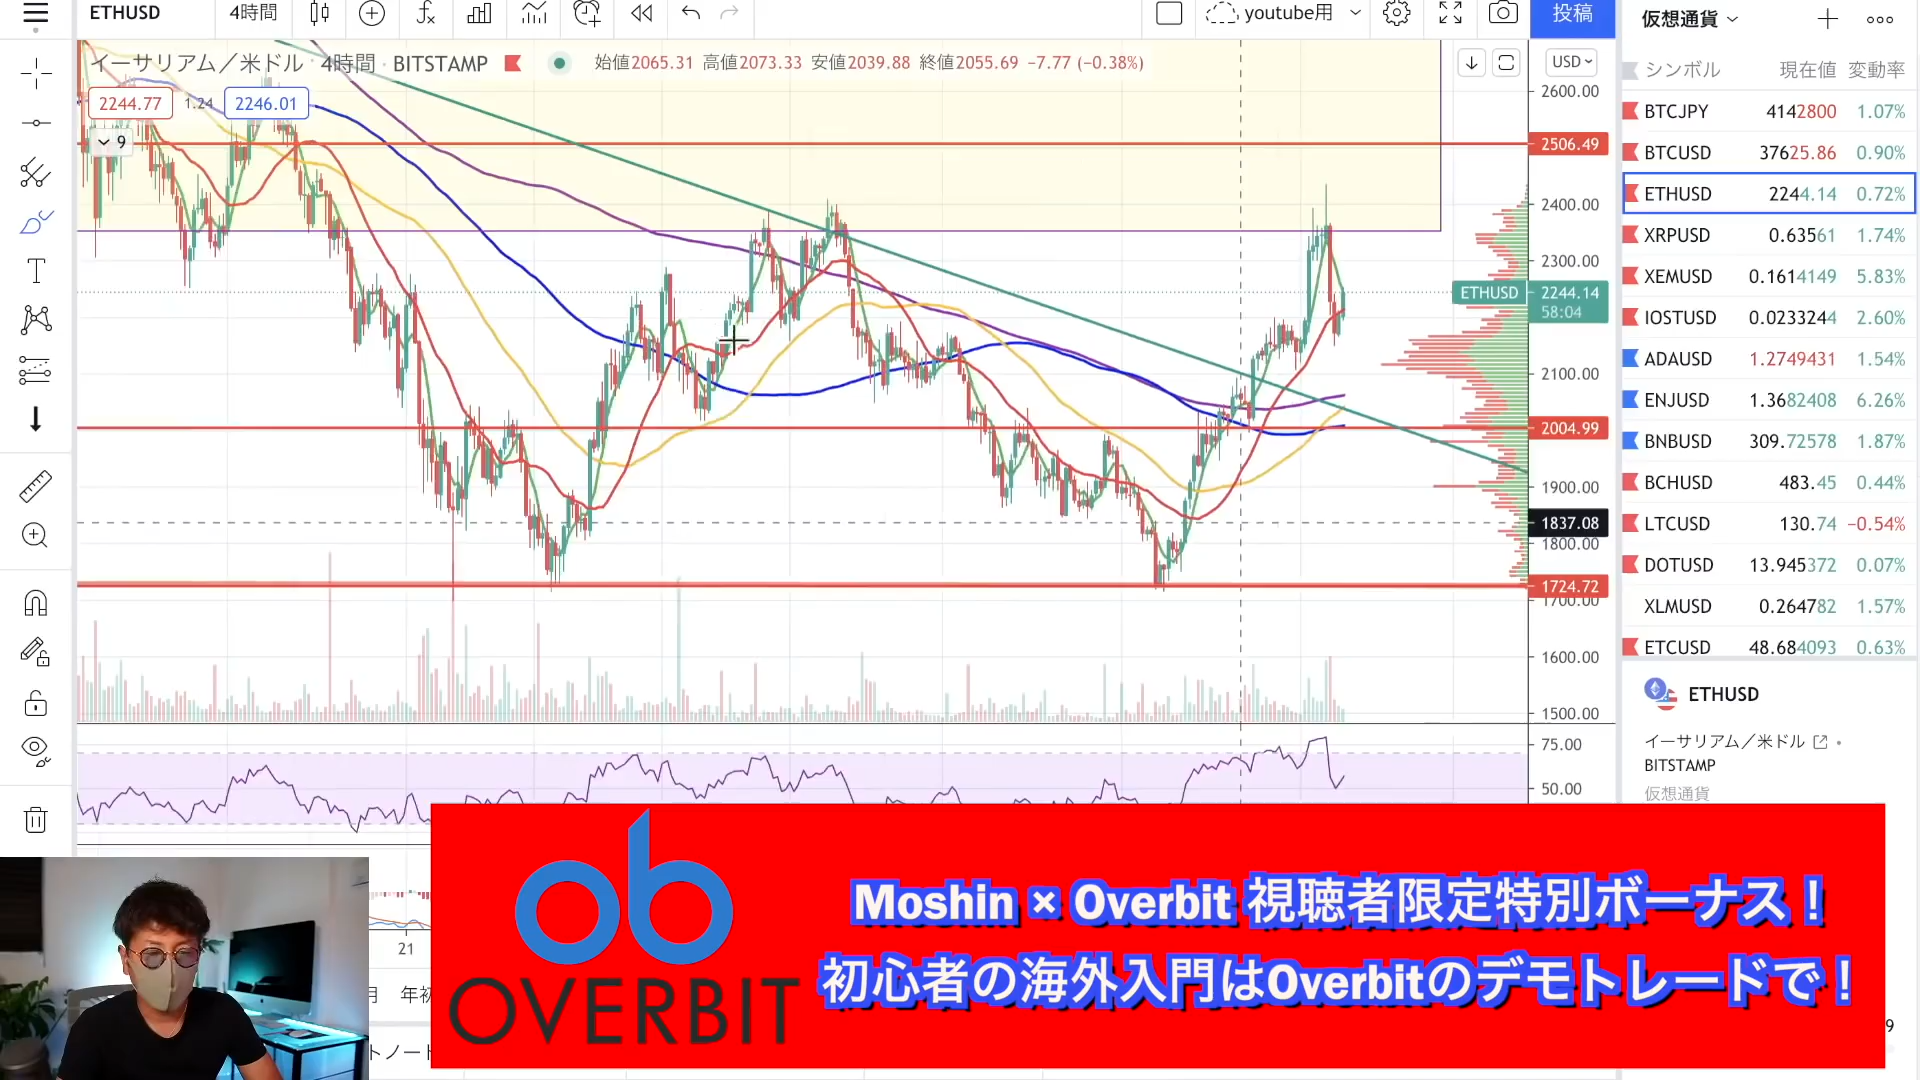 ETHUSD 4時間 youtube用 投稿
イーサリアム／米ドル · 4時間 · BITSTAMP 始値2065.31 高値2073.33 安値2039.88 終値2055.69 −7.77 (−0.38%)
2244.77 1.24 2246.01
9
USD
2600.00
2506.49
2400.00
2300.00
ETHUSD 2244.14
58:04
2100.00
2004.99
1900.00
1837.08
1800.00
1724.72
1700.00
1600.00
1500.00
75.00
50.00
仮想通貨
シンボル 現在値 変動率
BTCJPY 4142800 1.07%
BTCUSD 37625.86 0.90%
ETHUSD 2244.14 0.72%
XRPUSD 0.63561 1.74%
XEMUSD 0.1614149 5.83%
IOSTUSD 0.0233244 2.60%
ADAUSD 1.2749431 1.54%
ENJUSD 1.3682408 6.26%
BNBUSD 309.72578 1.87%
BCHUSD 483.45 0.44%
LTCUSD 130.74 −0.54%
DOTUSD 13.945372 0.07%
XLMUSD 0.264782 1.57%
ETCUSD 48.684093 0.63%
ETHUSD
イーサリアム／米ドル
BITSTAMP
仮想通貨
21
月 年初
トノート
9
OVERBIT
Moshin × Overbit 視聴者限定特別ボーナス！
初心者の海外入門はOverbitのデモトレードで！